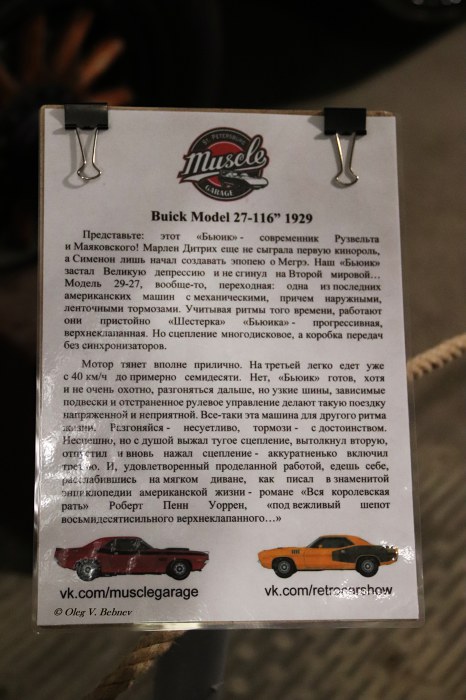 ST. PETERSBURG
Muscle
GARAGE
Buick Model 27-116” 1929
Представьте: этот «Бьюик» - современник Рузвельта
и Маяковского! Марлен Дитрих еще не сыграла первую кинороль,
а Сименон лишь начал создавать эпопею о Мегрэ. Наш «Бьюик»
застал Великую депрессию и не сгинул на Второй мировой…
Модель 29-27, вообще-то, переходная: одна из последних
американских машин с механическими, причем наружными,
ленточными тормозами. Учитывая ритмы того времени, работают
они пристойно «Шестерка» «Бьюика» - прогрессивная,
верхнеклапанная. Но сцепление многодисковое, а коробка передач
без синхронизаторов.
Мотор тянет вполне прилично. На третьей легко едет уже
с 40 км/ч до примерно семидесяти. Нет, «Бьюик» готов, хотя
и не очень охотно, разгоняться дальше, но узкие шины, зависимые
подвески и отстраненное рулевое управление делают такую поездку
напряженной и неприятной. Все-таки эта машина для другого ритма
жизни. Разгоняйся - несуетливо, тормози - с достоинством.
Неспешно, но с душой выжал тугое сцепление, вытолкнул вторую,
отпустил и вновь нажал сцепление - аккуратненько включил
третью. И, удовлетворенный проделанной работой, едешь себе,
расслабившись на мягком диване, как писал в знаменитой
энциклопедии американской жизни - романе «Вся королевская
рать» Роберт Пенн Уоррен, «под вежливый шепот
восьмидесятисильного верхнеклапанного…»
vk.com/musclegarage
vk.com/retrocarshow
© Oleg V. Bebnev